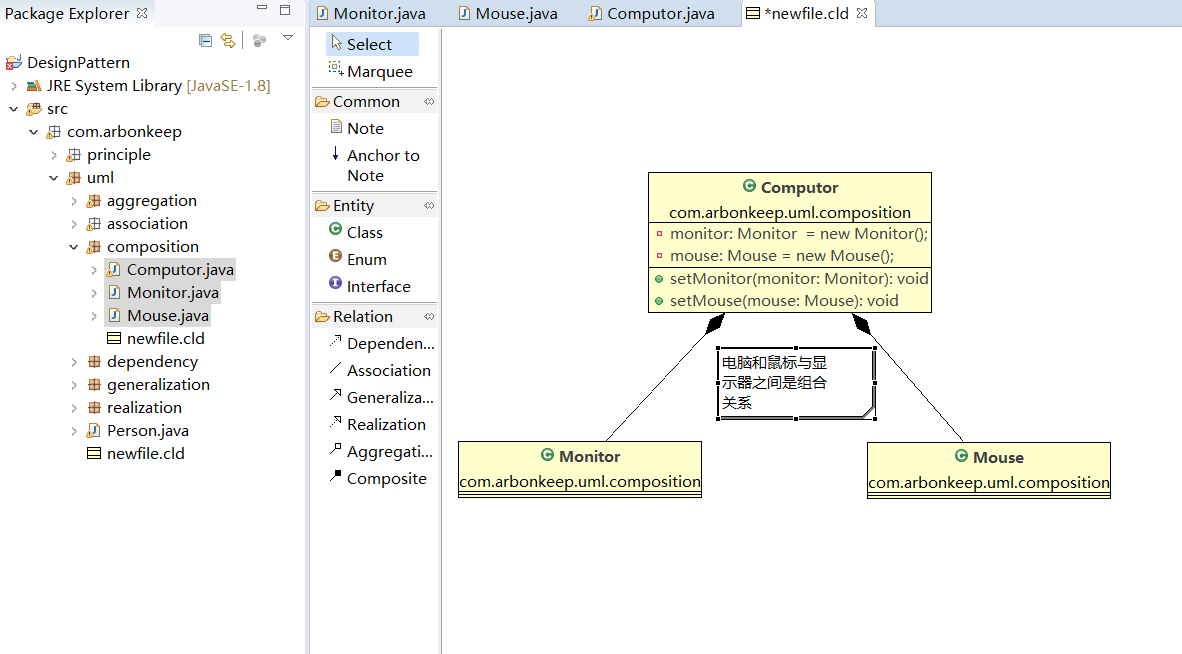 Package Explorer
DesignPattern
JRE System Library [JavaSE-1.8]
src
com.arbonkeep
principle
uml
aggregation
association
composition
Computor.java
Monitor.java
Mouse.java
newfile.cld
dependency
generalization
realization
Person.java
newfile.cld
Monitor.java
Mouse.java
Computor.java
*newfile.cld
Select
Marquee
Common
Note
Anchor to
Note
Entity
Class
Enum
Interface
Relation
Dependen...
Association
Generaliza...
Realization
Aggregati...
Composite
Computor
com.arbonkeep.uml.composition
monitor: Monitor = new Monitor();
mouse: Mouse = new Mouse();
setMonitor(monitor: Monitor): void
setMouse(mouse: Mouse): void
电脑和鼠标与显
示器之间是组合
关系
Monitor
com.arbonkeep.uml.composition
Mouse
com.arbonkeep.uml.composition